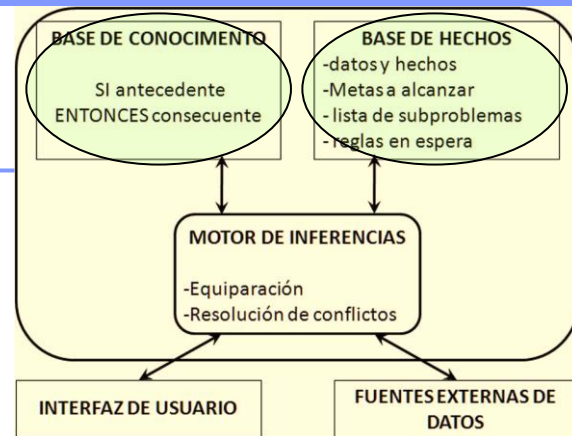 BASE DE CONOCIMENTO
SI antecedente
ENTONCES consecuente
BASE DE HECHOS
-datos y hechos
-Metas a alcanzar
- lista de subproblemas
- reglas en espera
MOTOR DE INFERENCIAS
-Equiparación
-Resolución de conflictos
INTERFAZ DE USUARIO
FUENTES EXTERNAS DE
DATOS